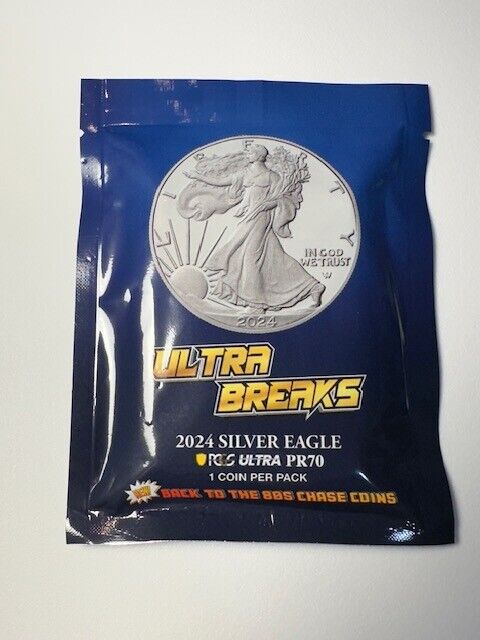 LIBERTY
IN GOD
WE TRUST
W
2024
ULTRA
BREAKS
2024 SILVER EAGLE
PCGS ULTRA PR70
1 COIN PER PACK
NEW BACK TO THE 80S CHASE COINS